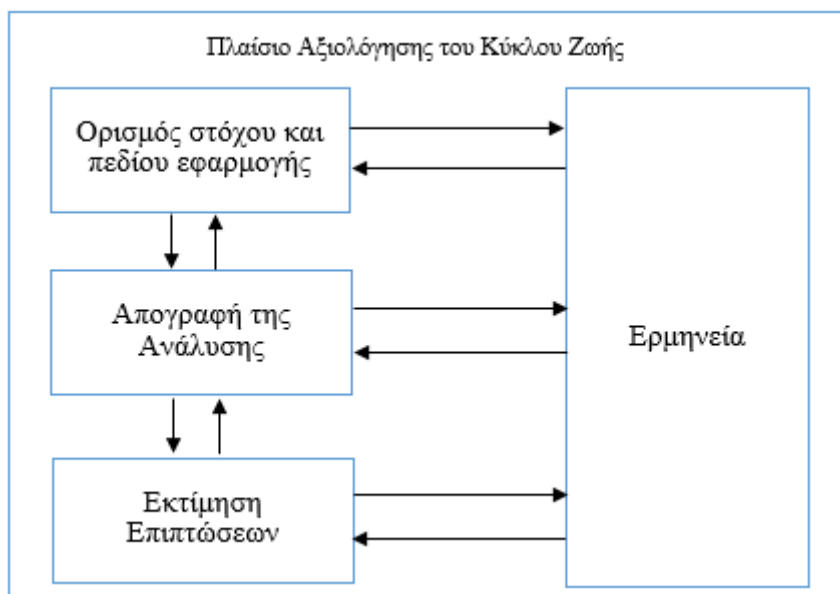 Πλαίσιο Αξιολόγησης του Κύκλου Ζωής
Ορισμός στόχου και
πεδίου εφαρμογής
Απογραφή της
Ανάλυσης
Εκτίμηση
Επιπτώσεων
Ερμηνεία